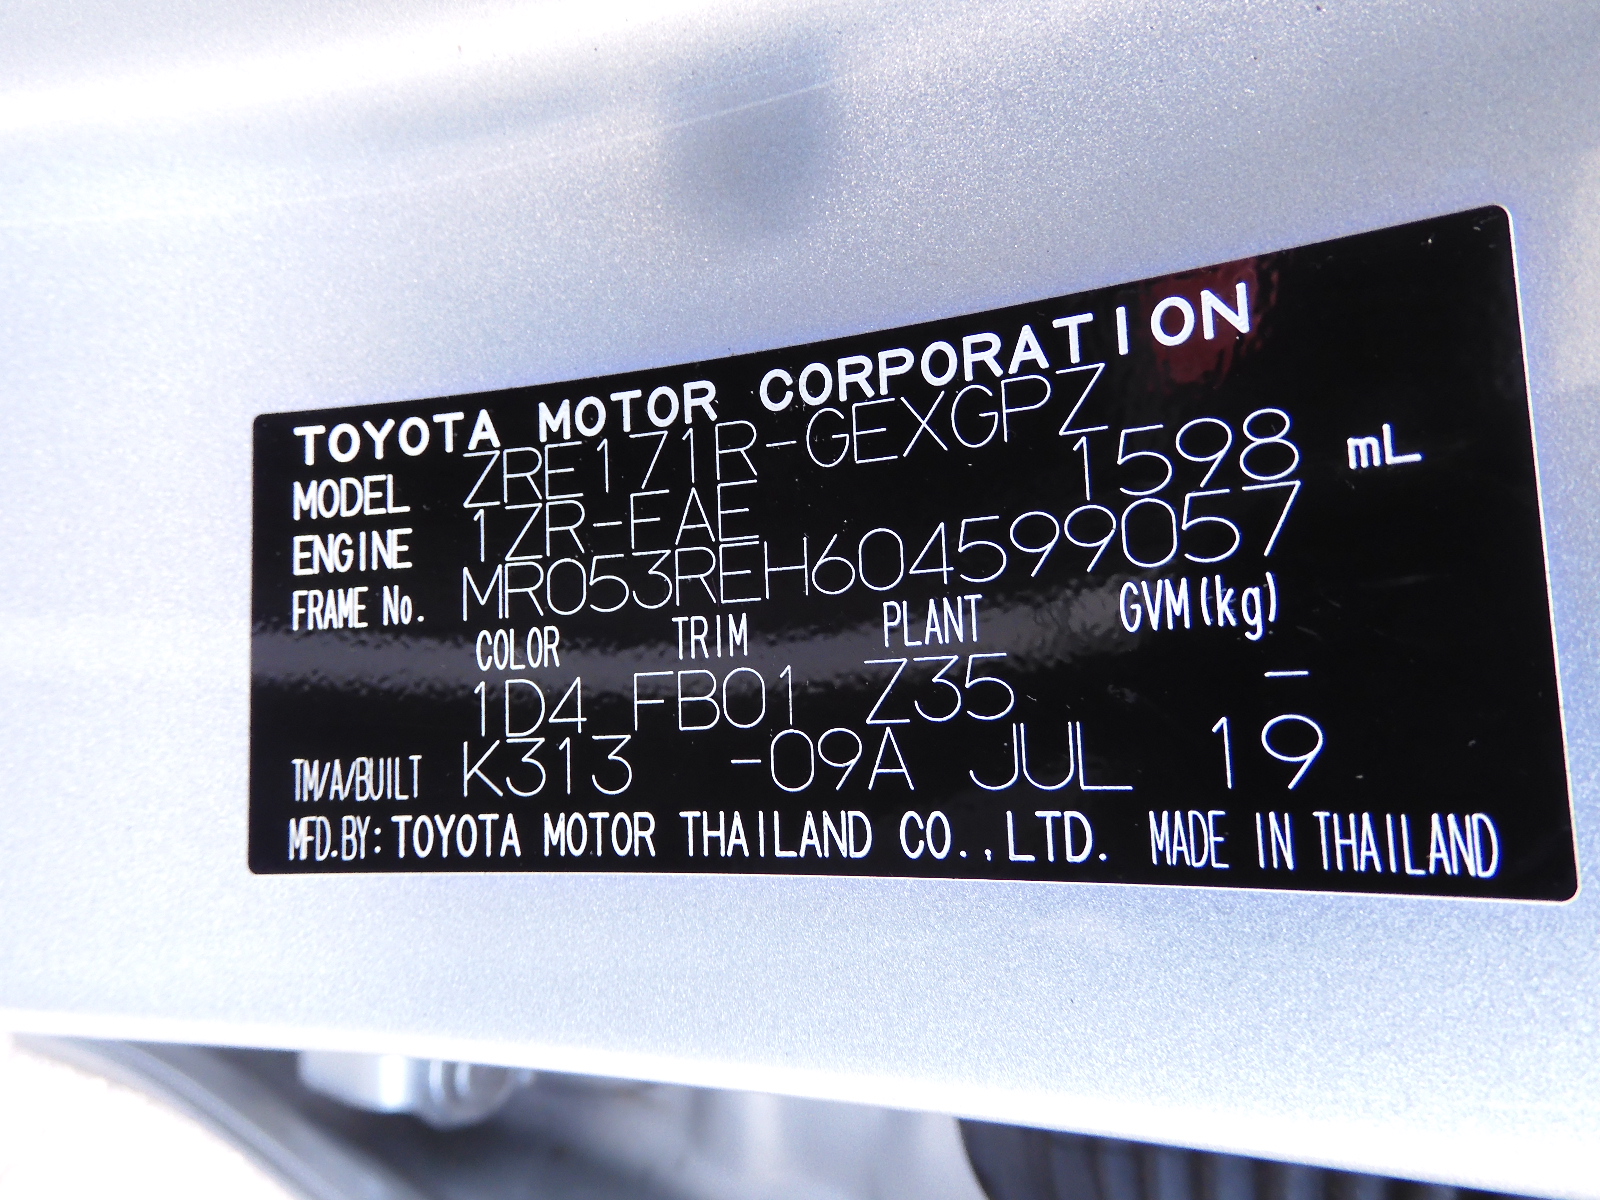 TOYOTA MOTOR CORPORATION
MODEL ZRE171R-GEXGPZ
ENGINE 1ZR-FAE 1598 mL
FRAME No. MR053REH604599057
COLOR TRIM PLANT GVM(kg)
1D4 FB01 Z35 -
TM/A/BUILT K313 -09A JUL 19
MFD.BY: TOYOTA MOTOR THAILAND CO.,LTD. MADE IN THAILAND